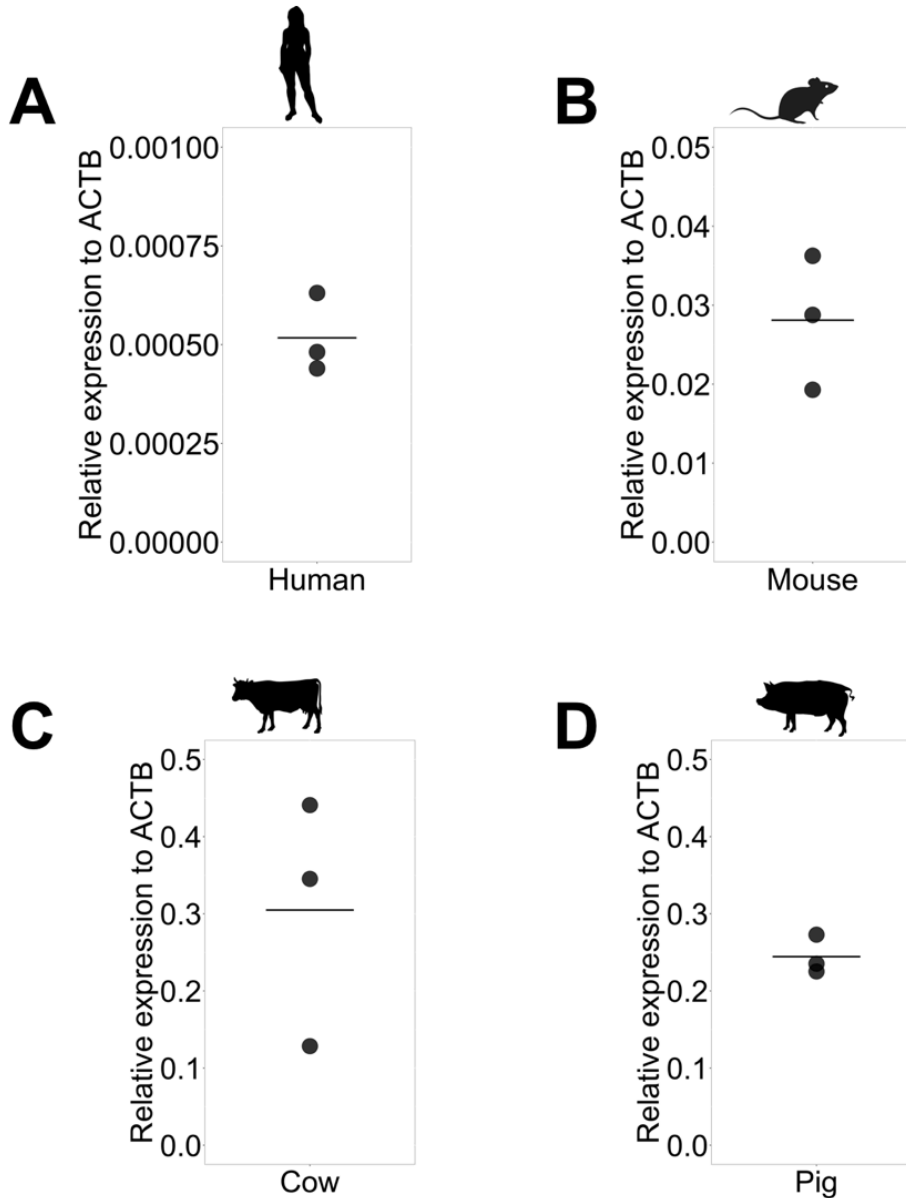 A
Relative expression to ACTB
0.00100
0.00075
0.00050
0.00025
0.00000
Human
B
Relative expression to ACTB
0.05
0.04
0.03
0.02
0.01
0.00
Mouse
C
Relative expression to ACTB
0.5
0.4
0.3
0.2
0.1
0.0
Cow
D
Relative expression to ACTB
0.5
0.4
0.3
0.2
0.1
0.0
Pig